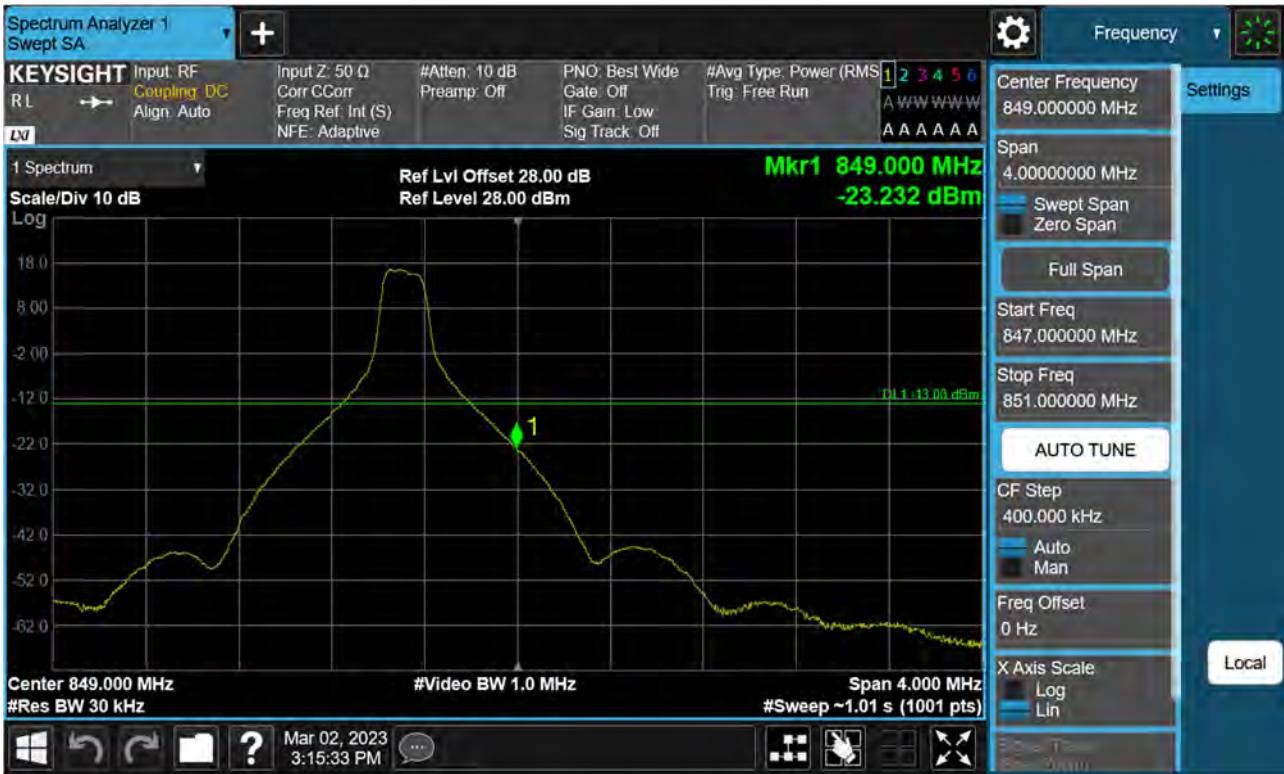 Spectrum Analyzer 1
Swept SA
Frequency
KEYSIGHT
R L
LXI
Input: RF
Coupling: DC
Align: Auto
Input Z: 50 Ω
Corr CCorr
Freq Ref: Int (S)
NFE: Adaptive
#Atten: 10 dB
Preamp: Off
PNO: Best Wide
Gate: Off
IF Gain: Low
Sig Track: Off
#Avg Type: Power (RMS
Trig: Free Run
1 2 3 4 5 6
A W W W W W
A A A A A A
1 Spectrum
Scale/Div 10 dB
Log
Ref Lvl Offset 28.00 dB
Ref Level 28.00 dBm
Mkr1 849.000 MHz
-23.232 dBm
18.0
8.00
-2.00
-12.0
-22.0
-32.0
-42.0
-52.0
-62.0
DL1 -13.00 dBm
1
Center 849.000 MHz
#Res BW 30 kHz
#Video BW 1.0 MHz
Span 4.000 MHz
#Sweep ~1.01 s (1001 pts)
Center Frequency
849.000000 MHz
Settings
Span
4.00000000 MHz
Swept Span
Zero Span
Full Span
Start Freq
847.000000 MHz
Stop Freq
851.000000 MHz
AUTO TUNE
CF Step
400.000 kHz
Auto
Man
Freq Offset
0 Hz
X Axis Scale
Log
Lin
Local
?
Mar 02, 2023
3:15:33 PM